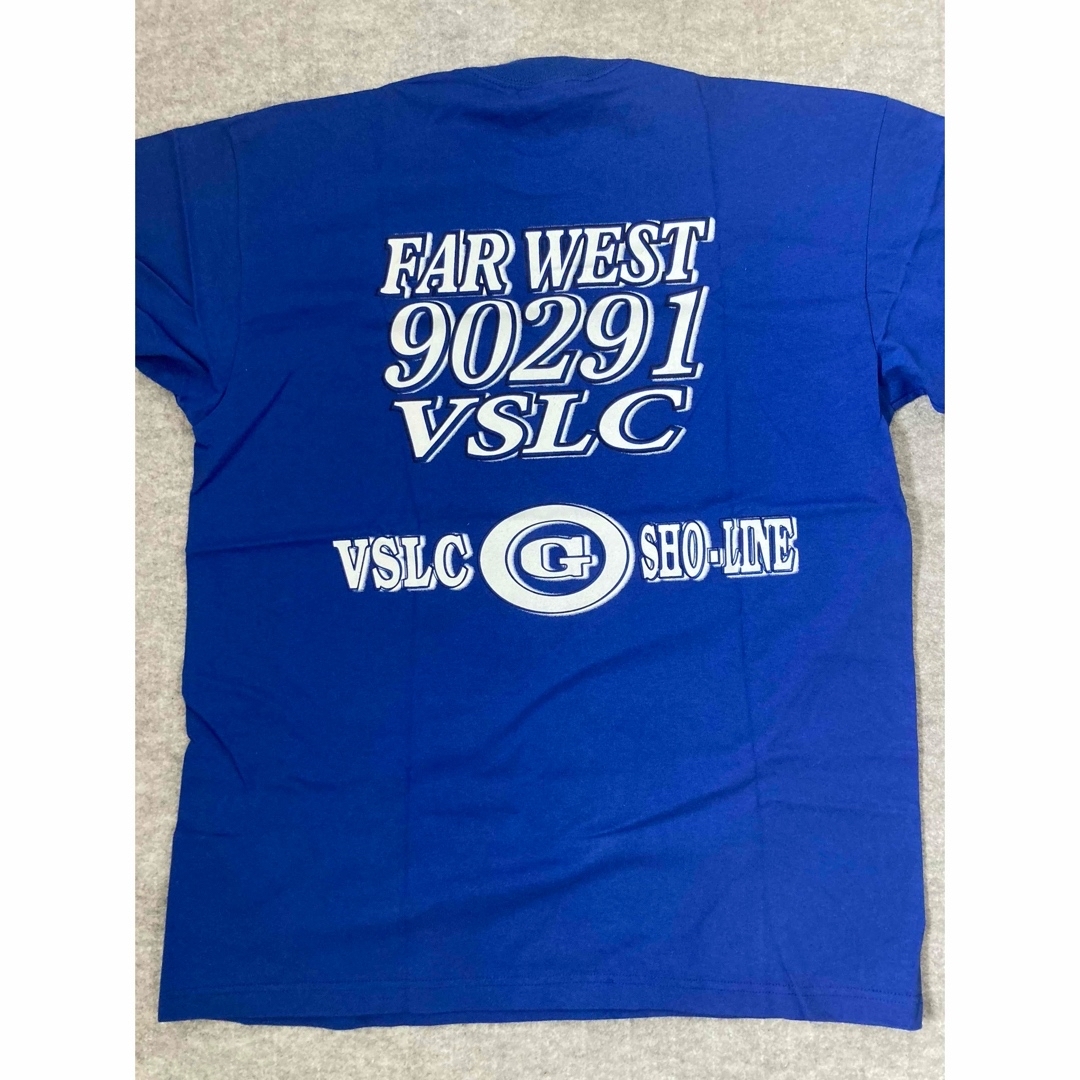 FAR WEST
90291
VSLC
VSLC G SHO-LINE